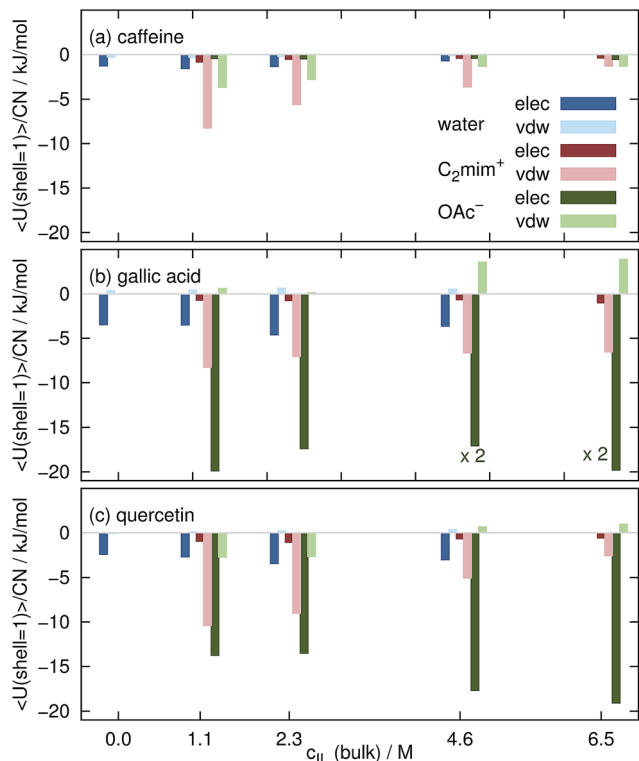 (a) caffeine
0
−5
−10
−15
−20
<U(shell=1)>/CN / kJ/mol
water
elec
vdw
C₂mim⁺
elec
vdw
OAc⁻
elec
vdw
(b) gallic acid
0
−5
−10
−15
−20
<U(shell=1)>/CN / kJ/mol
x 2
x 2
(c) quercetin
0
−5
−10
−15
−20
<U(shell=1)>/CN / kJ/mol
0.0 1.1 2.3 4.6 6.5
c_IL (bulk) / M